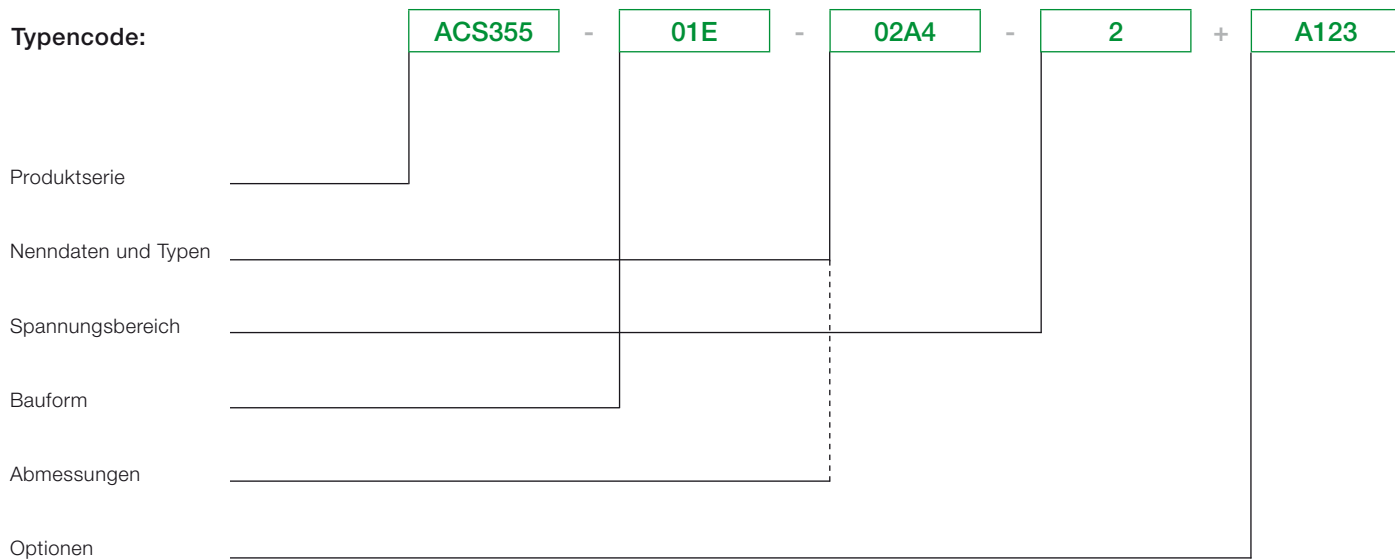 Typencode: ACS355 - 01E - 02A4 - 2 + A123
Produktserie
Nenndaten und Typen
Spannungsbereich
Bauform
Abmessungen
Optionen